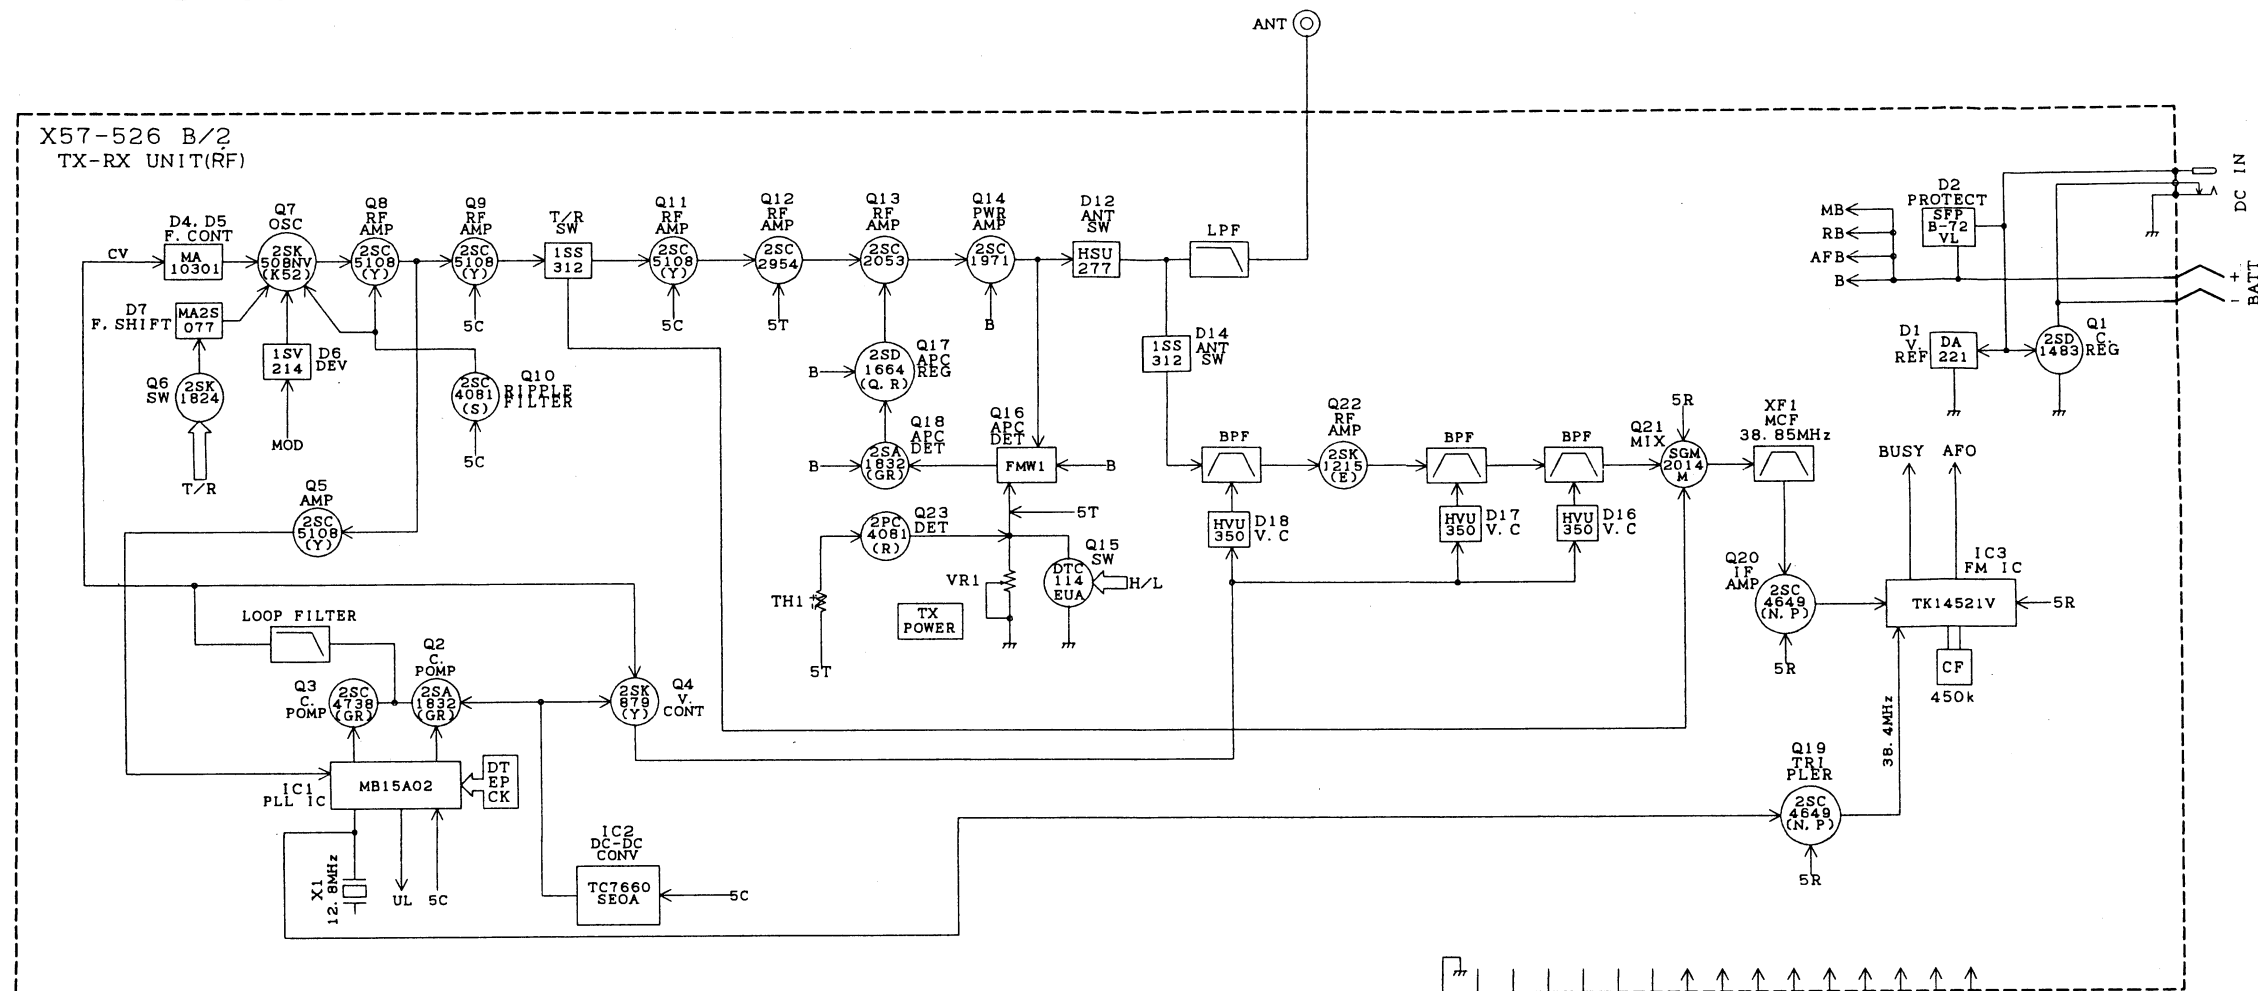 ANT
X57-526 B/2
TX-RX UNIT(RF)
CV
D4, D5
F. CONT
MA
10301
Q7
OSC
2SK
508NV
(K52)
Q8
RF
AMP
2SC
5108
(Y)
Q9
RF
AMP
2SC
5108
(Y)
5C
T/R
SW
1SS
312
Q11
RF
AMP
2SC
5108
(Y)
5C
Q12
RF
AMP
2SC
2954
5T
Q13
RF
AMP
2SC
2053
Q14
PWR
AMP
2SC
1971
B
D12
ANT
SW
HSU
277
LPF
D7
F. SHIFT
MA2S
077
Q6
SW
2SK
1824
T/R
1SV
214
D6
DEV
MOD
2SC
4081
(S)
Q10
RIPPLE
FILTER
5C
B
2SD
1664
(Q. R)
Q17
APC
REG
B
2SA
1832
(GR)
Q18
APC
DET
Q16
APC
DET
FMW1
B
5T
2PC
4081
(R)
Q23
DET
TH1
5T
VR1
TX
POWER
Q15
SW
DTC
114
EUA
H/L
1SS
312
D14
ANT
SW
BPF
HVU
350
D18
V. C
Q22
RF
AMP
2SK
1215
(E)
BPF
HVU
350
D17
V. C
BPF
HVU
350
D16
V. C
5R
Q21
MIX
SGM
2014
M
XF1
MCF
38. 85MHz
MB
RB
AFB
B
D2
PROTECT
SFP
B-72
VL
DC IN
+
-
BATT
D1
V.
REF
DA
221
2SD
1483
Q1
C.
REG
BUSY
AFO
Q20
IF
AMP
2SC
4649
(N. P)
5R
IC3
FM IC
TK14521V
5R
CF
450k
38. 4MHz
Q19
TRI
PLER
2SC
4649
(N. P)
5R
Q5
AMP
2SC
5108
(Y)
LOOP FILTER
Q3
C.
POMP
2SC
4738
(GR)
Q2
C.
POMP
2SA
1832
(GR)
2SK
879
(Y)
Q4
V.
CONT
IC1
PLL IC
MB15A02
DT
EP
CK
X1
12. 8MHz
UL
5C
IC2
DC-DC
CONV
TC7660
SEOA
5C